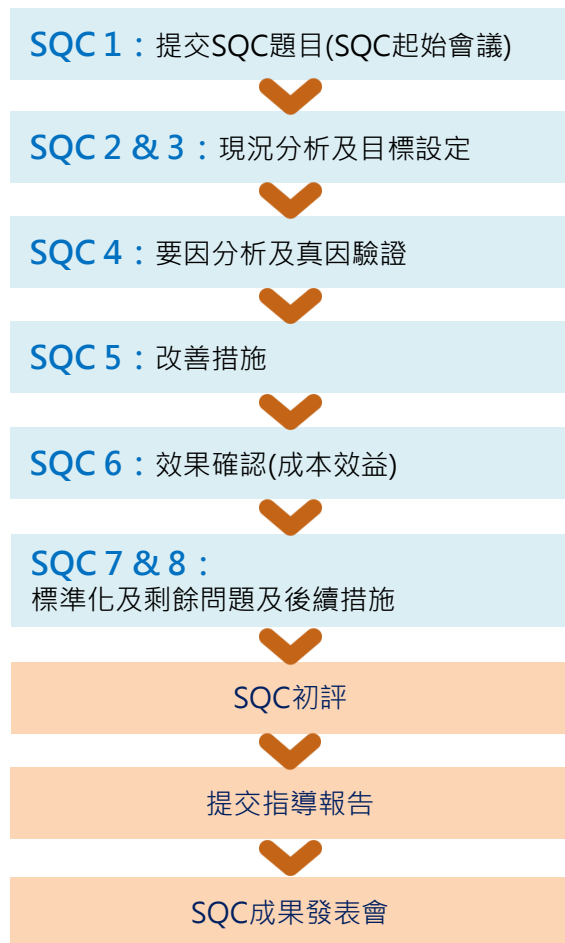 SQC 1：提交SQC題目(SQC起始會議)
SQC 2 & 3：現況分析及目標設定
SQC 4：要因分析及真因驗證
SQC 5：改善措施
SQC 6：效果確認(成本效益)
SQC 7 & 8：
標準化及剩餘問題及後續措施
SQC初評
提交指導報告
SQC成果發表會